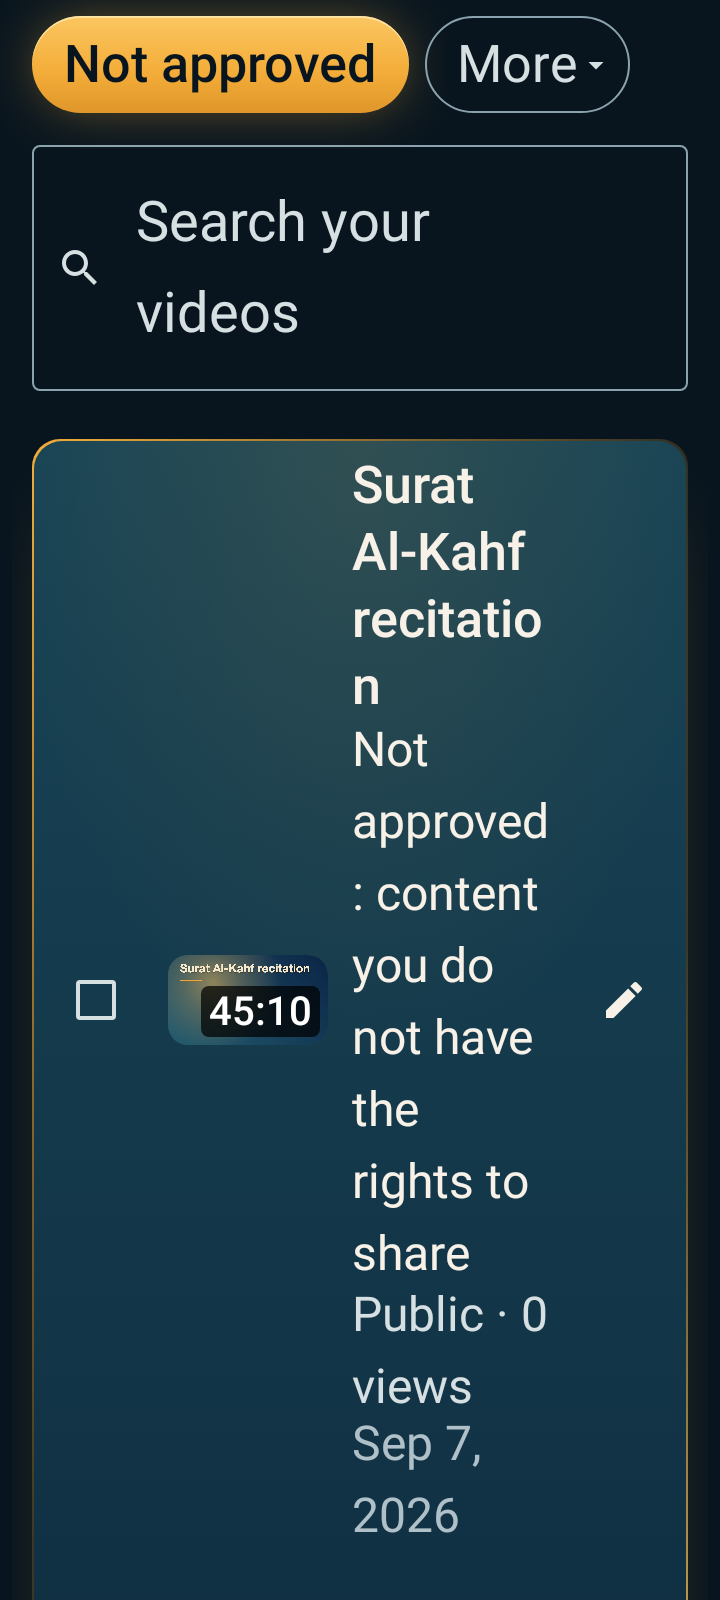 Not approved
More
Search your
videos
Surat
Al-Kahf
recitatio
n
Not
approved
: content
you do
not have
the
rights to
share
Public · 0
views
Sep 7,
2026
Surat Al-Kahf recitation
45:10